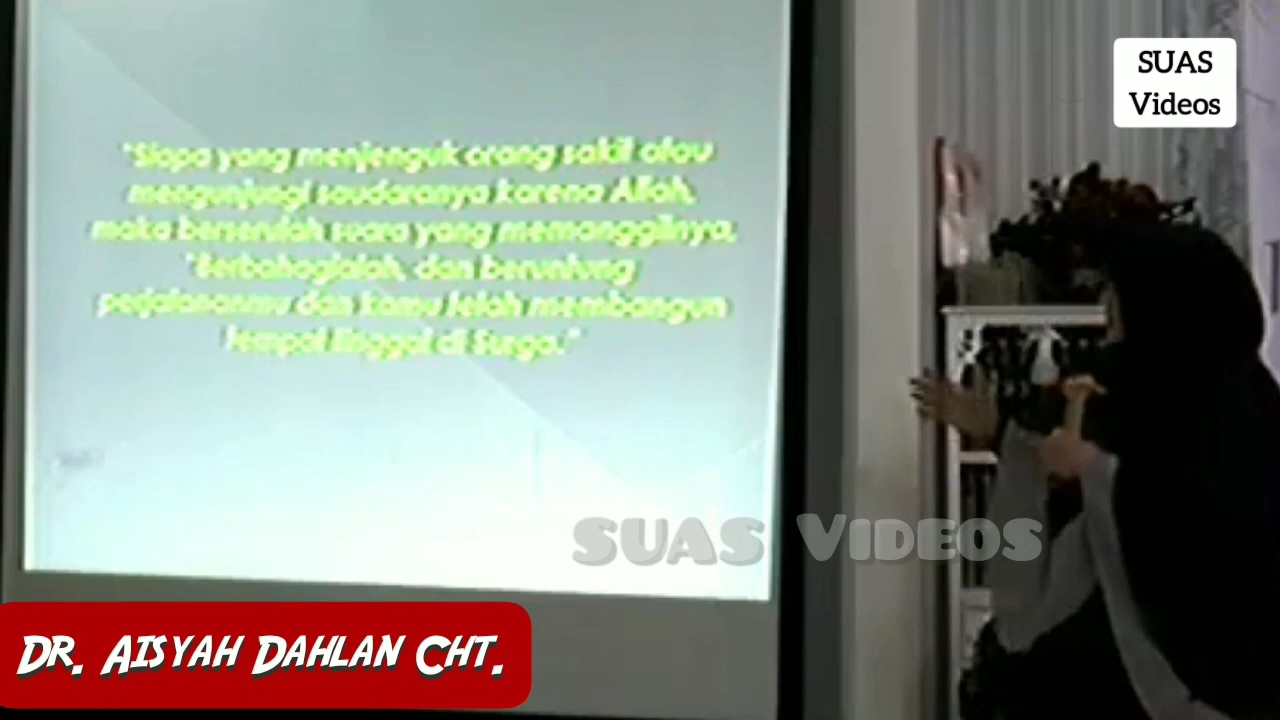 SUAS
Videos
"Siapa yang menjenguk orang sakit atau
mengunjungi saudaranya karena Allah,
maka berserulah suara yang memanggilnya,
"Berbahagialah, dan beruntung
perjalananmu dan kamu telah membangun
tempat tinggal di Surga."
SUAS VIDEOS
DR. AISYAH DAHLAN CHT.